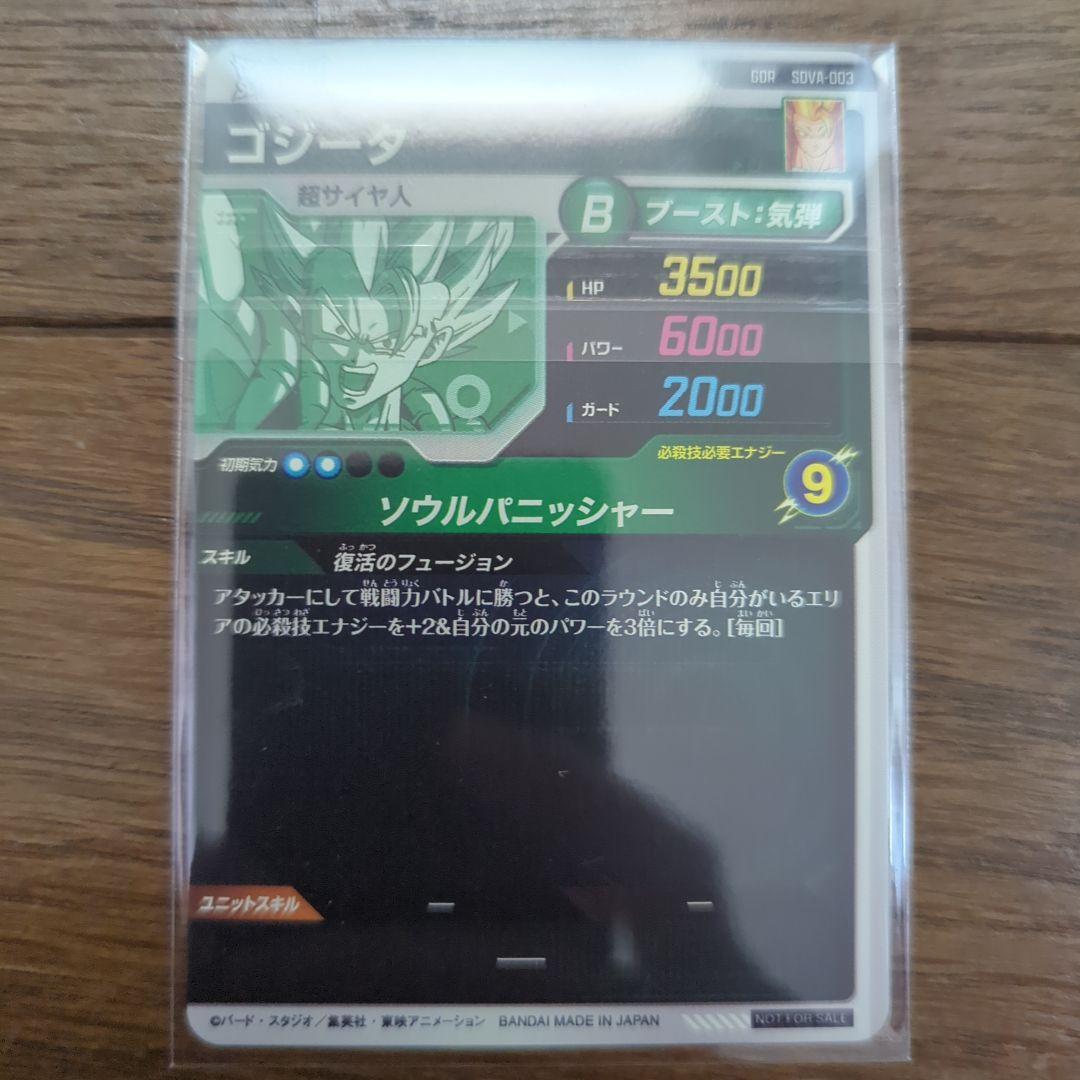 GDR SDVA-003
ゴジータ
超サイヤ人
B ブースト:気弾
HP 3500
パワー 6000
ガード 2000
初期気力
必殺技必要エナジー
9
ソウルパニッシャー
スキル 復活のフュージョン
アタッカーにして戦闘力バトルに勝つと、このラウンドのみ自分がいるエリ
アの必殺技エナジーを+2&自分の元のパワーを3倍にする。[毎回]
ユニットスキル ー ー
ー
©バード・スタジオ/集英社・東映アニメーション BANDAI MADE IN JAPAN NOT FOR SALE